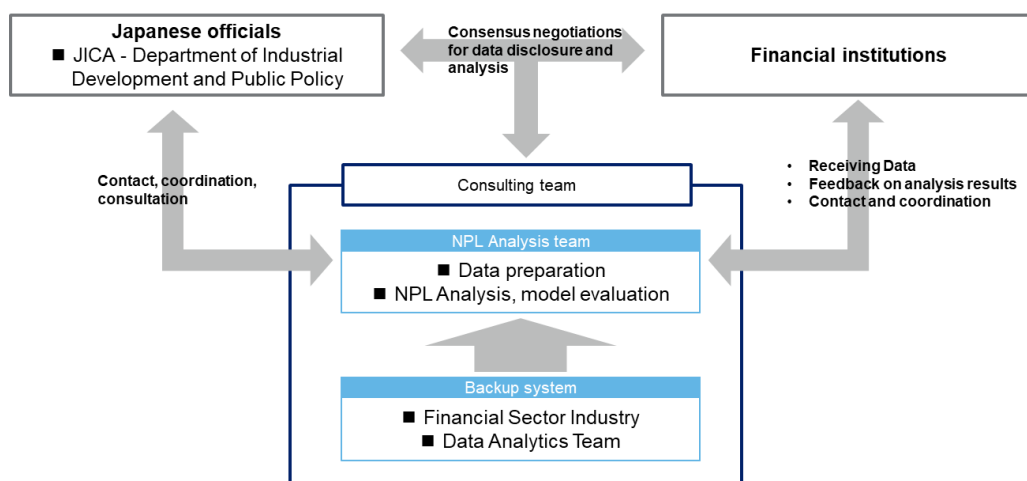 Japanese officials
■ JICA - Department of Industrial
Development and Public Policy
Consensus negotiations
for data disclosure and
analysis
Financial institutions
Contact, coordination,
consultation
• Receiving Data
• Feedback on analysis results
• Contact and coordination
Consulting team
NPL Analysis team
■ Data preparation
■ NPL Analysis, model evaluation
Backup system
■ Financial Sector Industry
■ Data Analytics Team